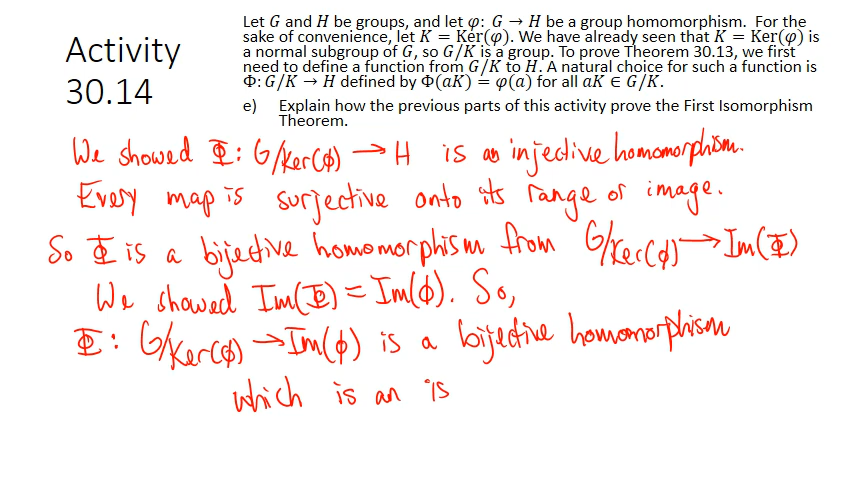 Activity
30.14
Let G and H be groups, and let φ: G → H be a group homomorphism. For the
sake of convenience, let K = Ker(φ). We have already seen that K = Ker(φ) is
a normal subgroup of G, so G/K is a group. To prove Theorem 30.13, we first
need to define a function from G/K to H. A natural choice for such a function is
Φ: G/K → H defined by Φ(aK) = φ(a) for all aK ∈ G/K.
e) Explain how the previous parts of this activity prove the First Isomorphism
Theorem.
We showed Φ: G/Ker(φ) → H is an injective homomorphism.
Every map is surjective onto its range or image.
So Φ is a bijective homomorphism from G/Ker(φ) → Im(Φ)
We showed Im(Φ) = Im(φ). So,
Φ: G/Ker(φ) → Im(φ) is a bijective homomorphism
which is an is